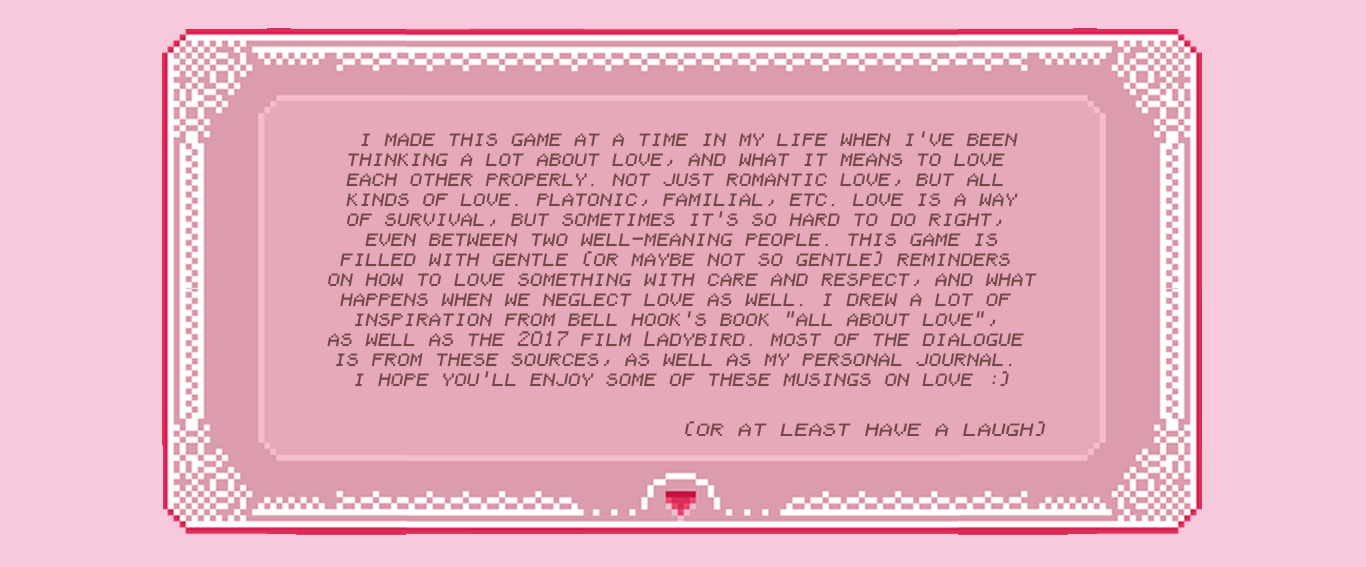 I MADE THIS GAME AT A TIME IN MY LIFE WHEN I'VE BEEN
THINKING A LOT ABOUT LOVE, AND WHAT IT MEANS TO LOVE
EACH OTHER PROPERLY. NOT JUST ROMANTIC LOVE, BUT ALL
KINDS OF LOVE. PLATONIC, FAMILIAL, ETC. LOVE IS A WAY
OF SURVIVAL, BUT SOMETIMES IT'S SO HARD TO DO RIGHT,
EVEN BETWEEN TWO WELL-MEANING PEOPLE. THIS GAME IS
FILLED WITH GENTLE (OR MAYBE NOT SO GENTLE) REMINDERS
ON HOW TO LOVE SOMETHING WITH CARE AND RESPECT, AND WHAT
HAPPENS WHEN WE NEGLECT LOVE AS WELL. I DREW A LOT OF
INSPIRATION FROM BELL HOOK'S BOOK "ALL ABOUT LOVE",
AS WELL AS THE 2017 FILM LADYBIRD. MOST OF THE DIALOGUE
IS FROM THESE SOURCES, AS WELL AS MY PERSONAL JOURNAL.
I HOPE YOU'LL ENJOY SOME OF THESE MUSINGS ON LOVE :)
(OR AT LEAST HAVE A LAUGH)